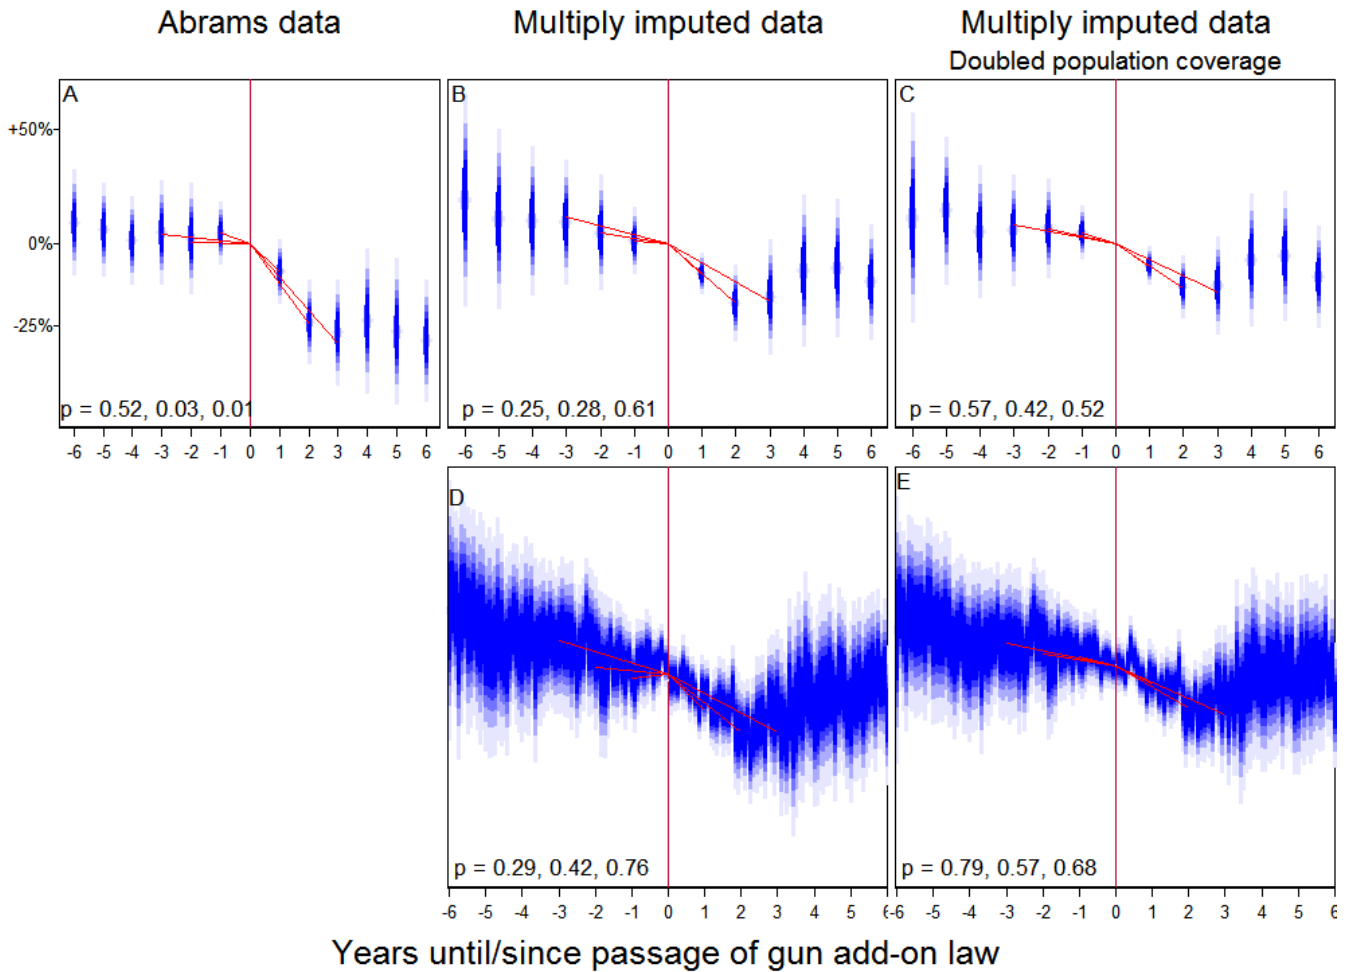 Abrams data
Multiply imputed data
Multiply imputed data
Doubled population coverage
A
B
C
+50%
0%
-25%
p = 0.52, 0.03, 0.01
p = 0.25, 0.28, 0.61
p = 0.57, 0.42, 0.52
-6 -5 -4 -3 -2 -1 0 1 2 3 4 5 6
-6 -5 -4 -3 -2 -1 0 1 2 3 4 5 6
-6 -5 -4 -3 -2 -1 0 1 2 3 4 5 6
D
E
p = 0.29, 0.42, 0.76
p = 0.79, 0.57, 0.68
-6 -5 -4 -3 -2 -1 0 1 2 3 4 5 6
-6 -5 -4 -3 -2 -1 0 1 2 3 4 5 6
Years until/since passage of gun add-on law